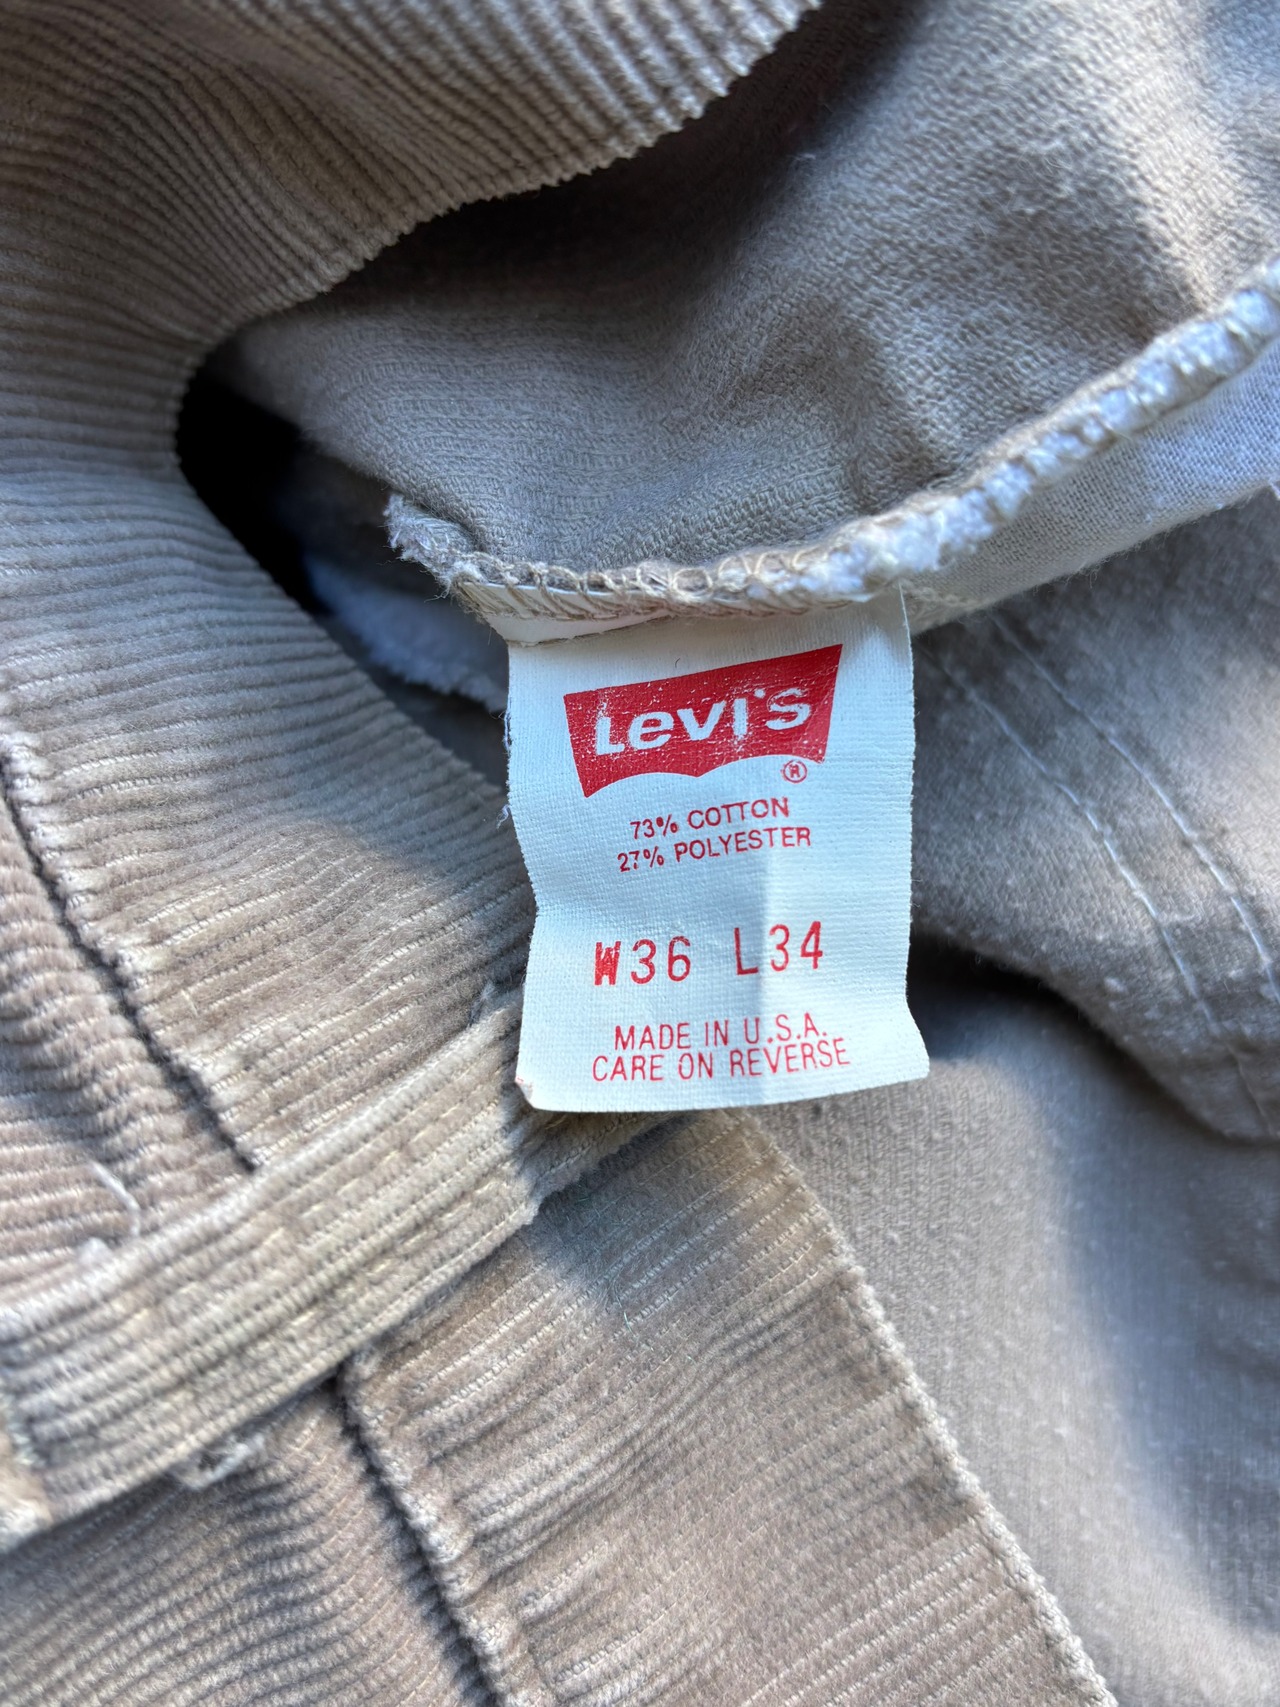 Levi's
®
73% COTTON
27% POLYESTER
W36 L34
MADE IN U.S.A.
CARE ON REVERSE